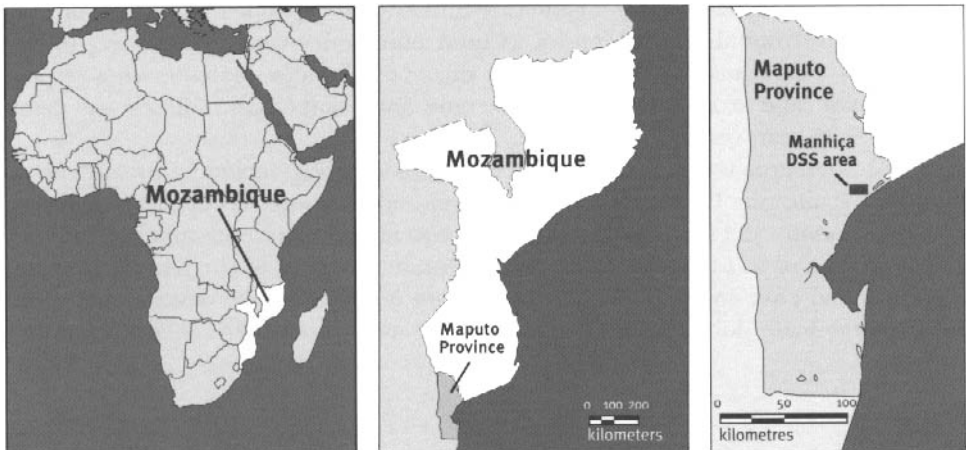 Mozambique
Mozambique
Maputo
Province
0 100 200
kilometers
Maputo
Province
Manhiça
DSS area
0 50 100
kilometres